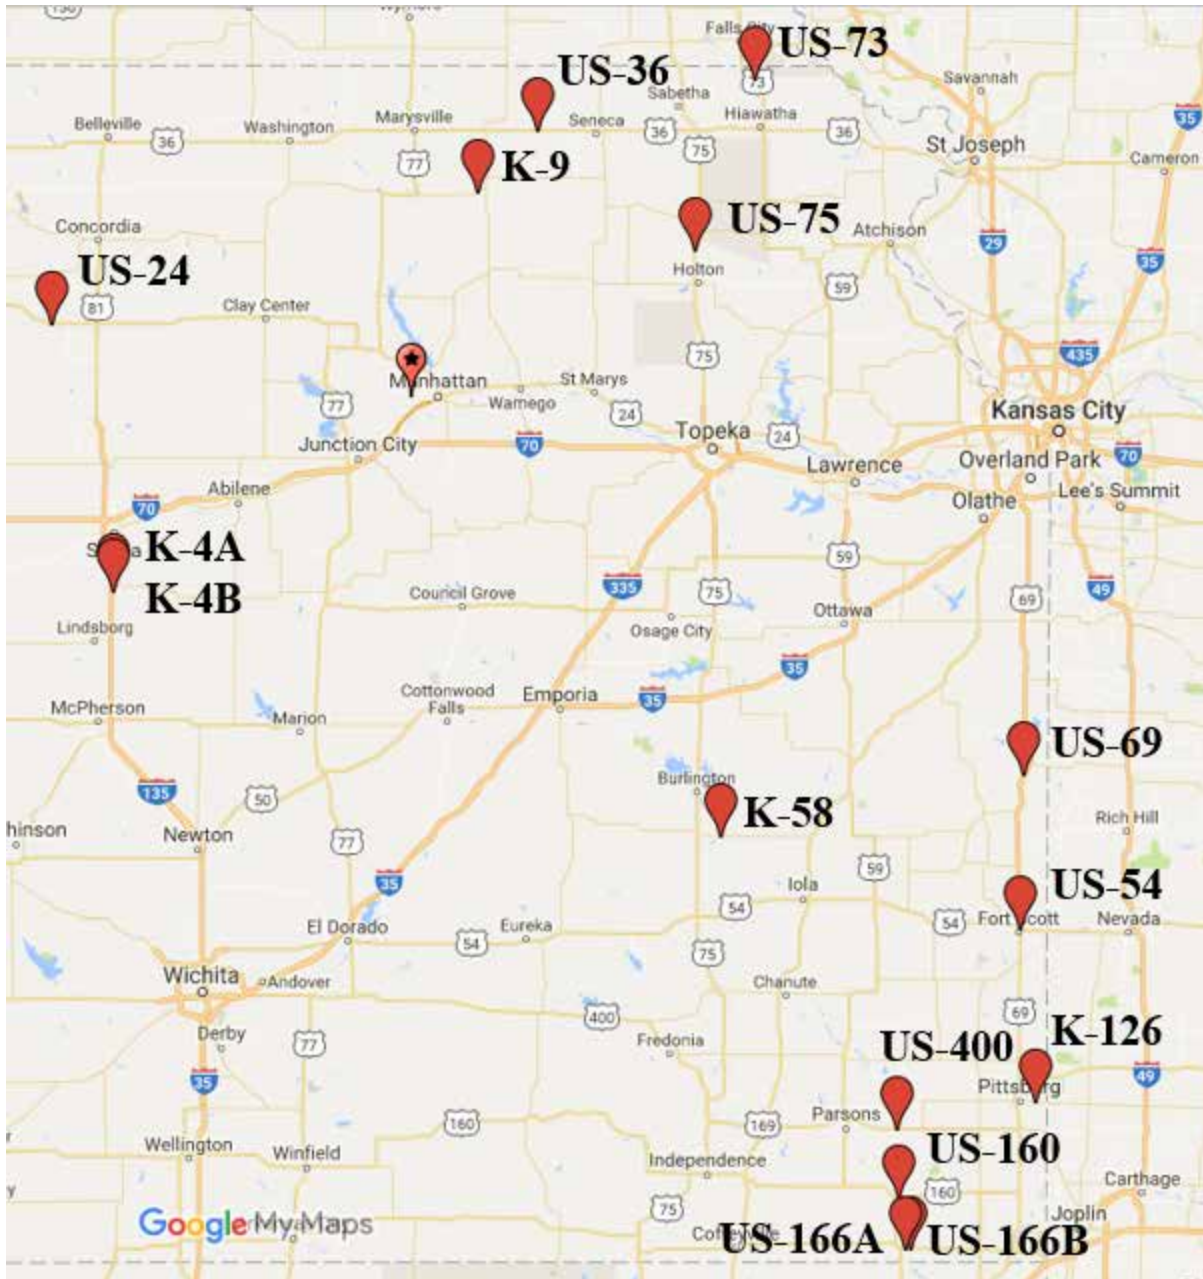 Falls City
US-73
73
US-36
Savannah
Sabetha
35
Belleville
Washington
Marysville
Seneca
Hiawatha
36
36
36
St Joseph
77
75
K-9
Cameron
Concordia
US-75
Atchison
29
35
US-24
Holton
59
81
Clay Center
75
435
Manhattan
St Marys
Wamego
77
24
Kansas City
Topeka
24
Junction City
70
Lawrence
Overland Park
70
Abilene
Lee's Summit
70
Olathe
K-4A
59
K-4B
335
75
49
Council Grove
69
Ottawa
Lindsborg
Osage City
35
Cottonwood
Falls
Emporia
35
McPherson
Marion
US-69
Burlington
135
50
K-58
hinson
Newton
77
Rich Hill
59
35
Iola
US-54
54
El Dorado
Eureka
54
Fort Scott
Nevada
54
75
Wichita
Andover
Chanute
400
69
Derby
77
Fredonia
US-400
K-126
35
Pittsburg
49
Parsons
160
169
Wellington
Winfield
US-160
Independence
Carthage
160
75
Joplin
Google My Maps
Coffeyville
US-166A
US-166B